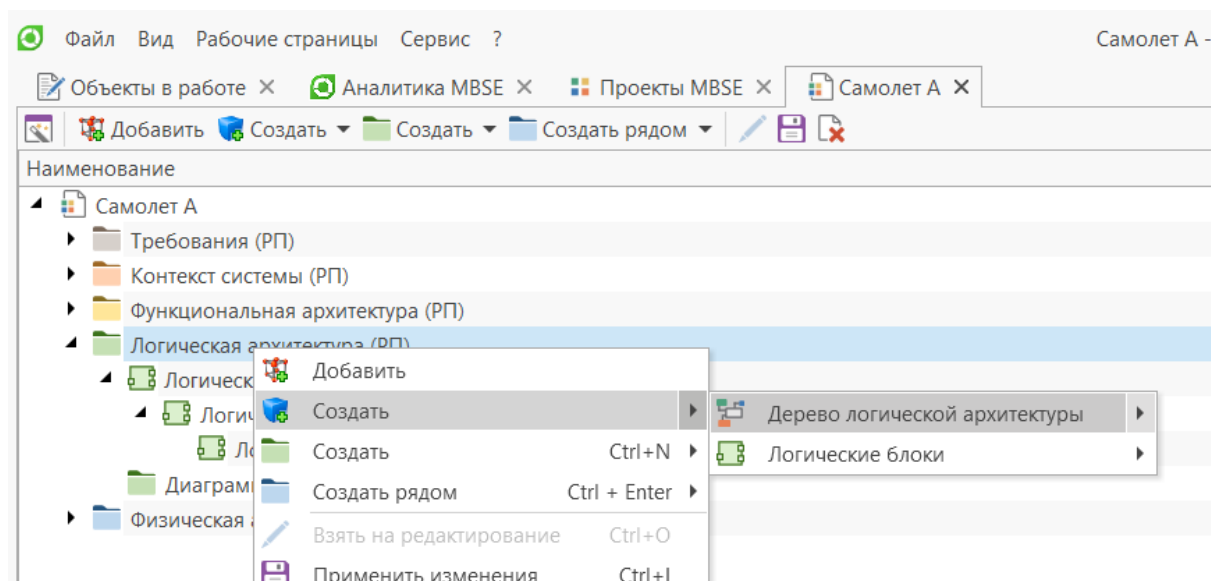 Файл Вид Рабочие страницы Сервис ? Самолет А -
Объекты в работе Аналитика MBSE Проекты MBSE Самолет А
Добавить Создать Создать Создать рядом
Наименование
Самолет А
Требования (РП)
Контекст системы (РП)
Функциональная архитектура (РП)
Логическая архитектура (РП)
Логическ
Логич
Ло
Диаграм
Физическая
Добавить
Создать
Создать Ctrl+N
Создать рядом Ctrl + Enter
Взять на редактирование Ctrl+O
Применить изменения Ctrl+I
Дерево логической архитектуры
Логические блоки